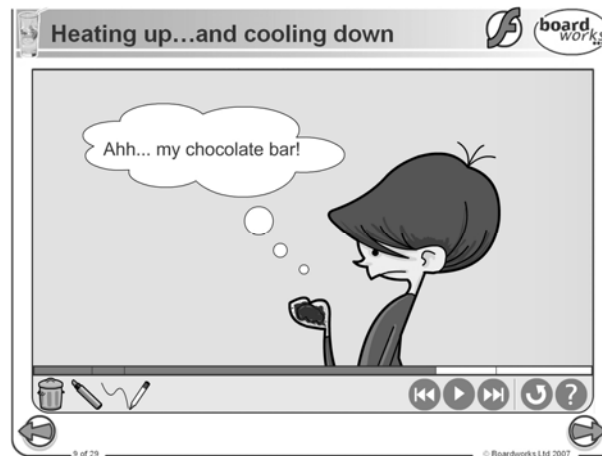 Heating up...and cooling down
board
works
Ahh... my chocolate bar!
?
9 of 29
© Boardworks Ltd 2007